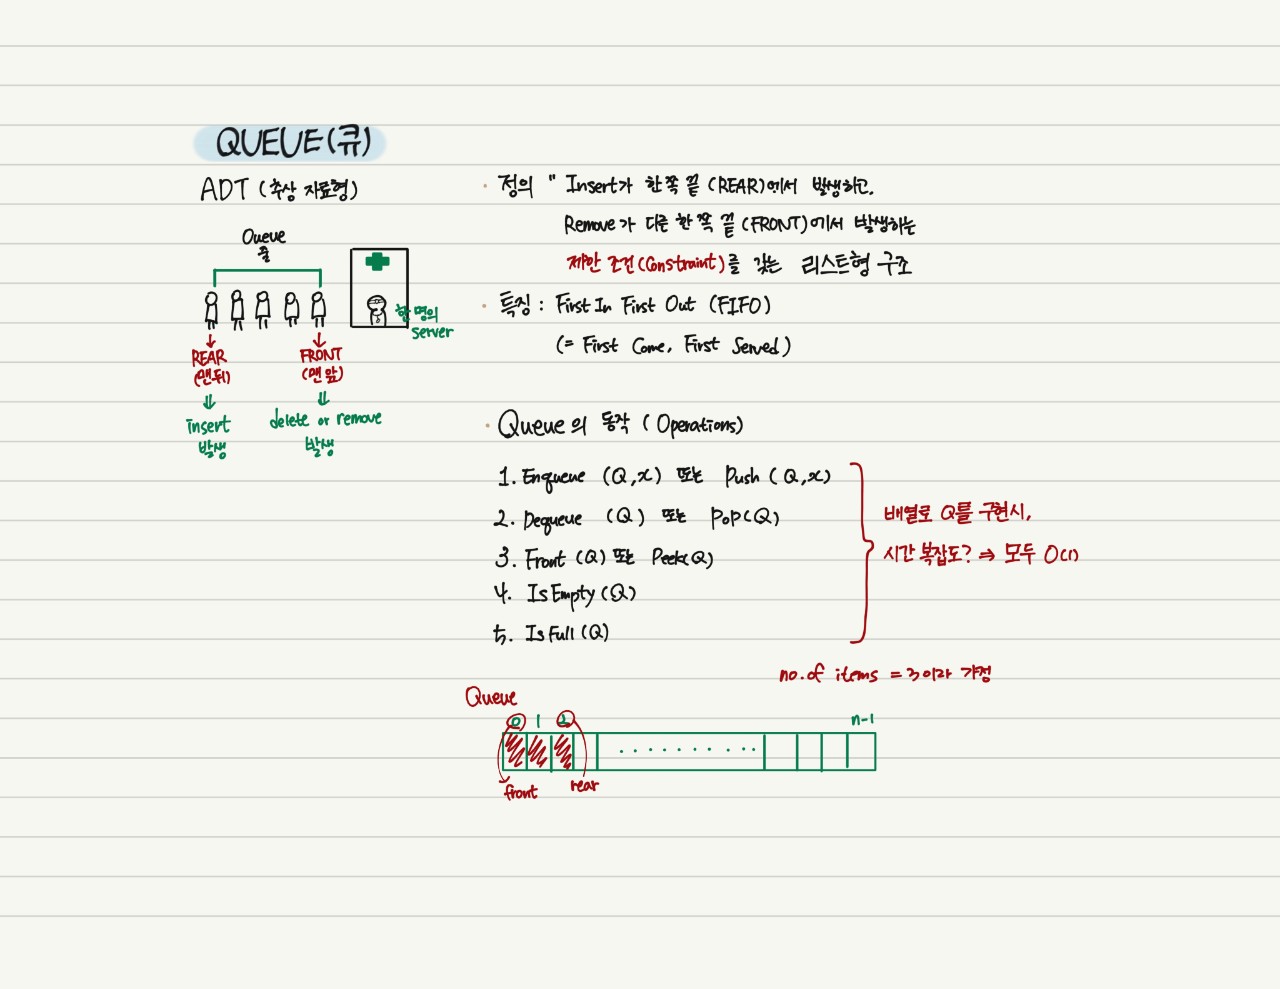 QUEUE(큐)
ADT (추상 자료형)
Queue
줄
한 명의
server
REAR
(맨 뒤)
FRONT
(맨 앞)
insert
발생
delete or remove
발생
· 정의 " Insert가 한쪽 끝 (REAR)에서 발생하고,
Remove가 다른 한쪽 끝 (FRONT)에서 발생하는
제한 조건(Constraint)를 갖는 리스트형 구조
· 특징 : First In First Out (FIFO)
(= First Come, First Served)
· Queue의 동작 (Operations)
1. Enqueue (Q,x) 또는 Push (Q,x)
2. Dequeue (Q) 또는 POP(Q)
3. Front (Q) 또는 Peek(Q)
4. IsEmpty(Q)
5. IsFull(Q)
배열로 Q를 구현시,
시간 복잡도? ⇒ 모두 O(1)
no.of items = 3이라 가정
Queue
0 1 2 n-1
· · · · · · · · · ·
front rear